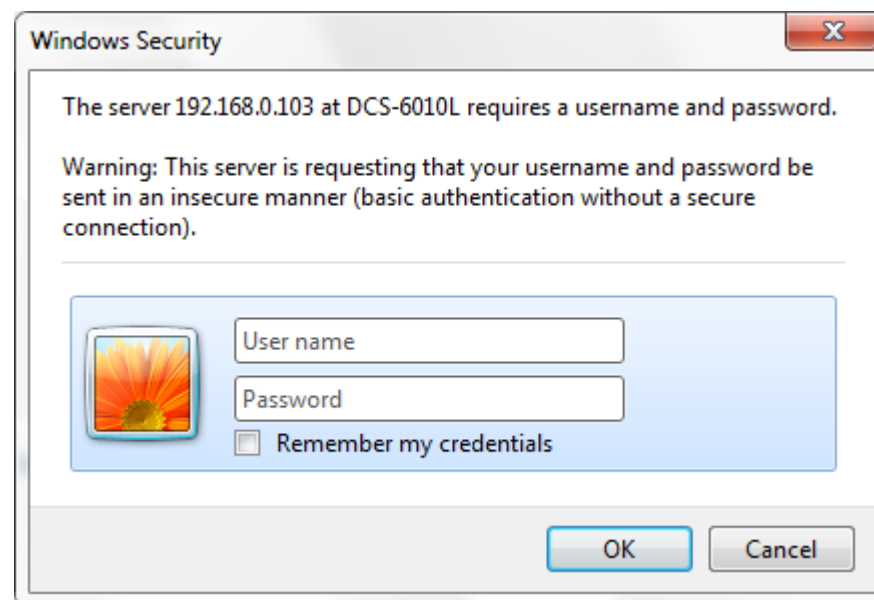 Windows Security
The server 192.168.0.103 at DCS-6010L requires a username and password.
Warning: This server is requesting that your username and password be
sent in an insecure manner (basic authentication without a secure
connection).
User name
Password
Remember my credentials
OK
Cancel